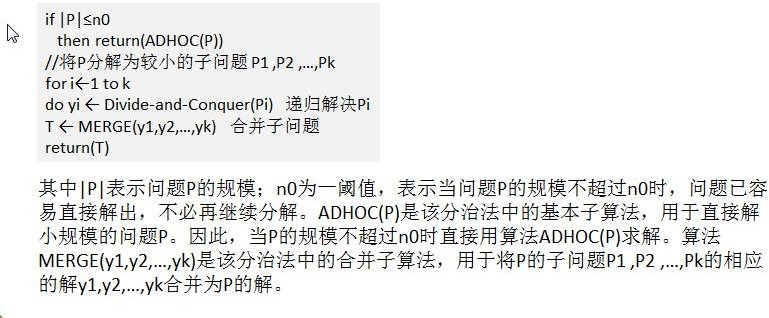 if |P|≤n0
then return(ADHOC(P))
//将P分解为较小的子问题 P1 ,P2 ,…,Pk
for i←1 to k
do yi ← Divide-and-Conquer(Pi) 递归解决Pi
T ← MERGE(y1,y2,…,yk) 合并子问题
return(T)
其中|P|表示问题P的规模；n0为一阈值，表示当问题P的规模不超过n0时，问题已容
易直接解出，不必再继续分解。ADHOC(P)是该分治法中的基本子算法，用于直接解
小规模的问题P。因此，当P的规模不超过n0时直接用算法ADHOC(P)求解。算法
MERGE(y1,y2,…,yk)是该分治法中的合并子算法，用于将P的子问题P1 ,P2 ,…,Pk的相应
的解y1,y2,…,yk合并为P的解。